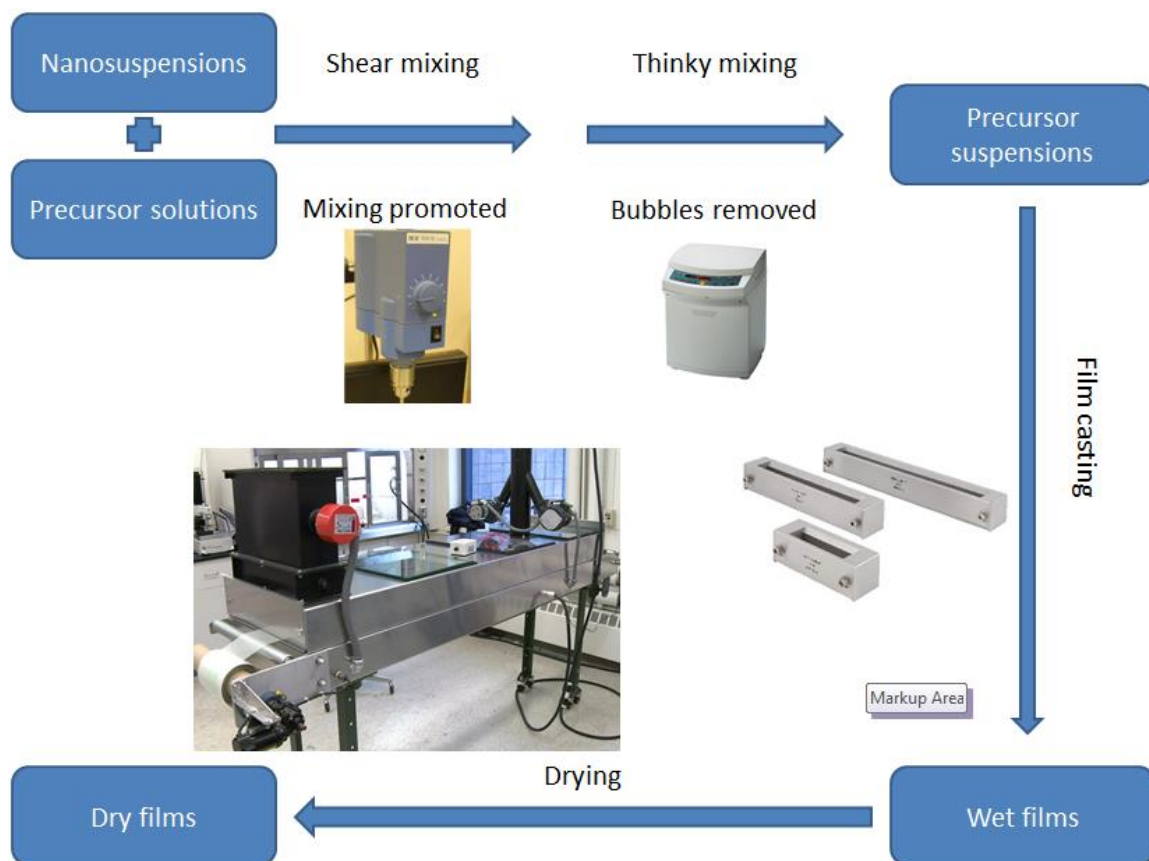 Nanosuspensions
Shear mixing
Thinky mixing
Precursor
suspensions
Precursor solutions
Mixing promoted
Bubbles removed
Film casting
Markup Area
Drying
Dry films
Wet films